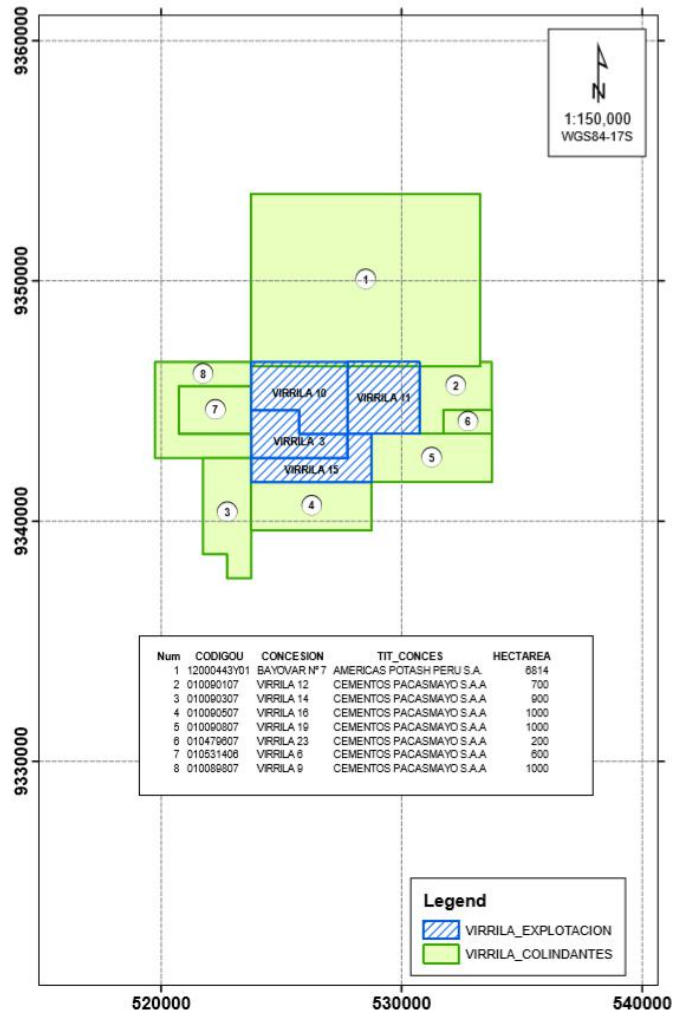 9360000
N
1:150,000
WGS84-17S
9350000
1
8
VIRRILA 10
VIRRILA 11
2
7
6
VIRRILA 3
5
VIRRILA 15
9340000
3
4
Num CODIGOU CONCESION TIT_CONCES HECTAREA
1 12000443Y01 BAYOVAR Nº 7 AMERICAS POTASH PERU S.A. 6814
2 010090107 VIRRILA 12 CEMENTOS PACASMAYO S.A.A 700
3 010090307 VIRRILA 14 CEMENTOS PACASMAYO S.A.A 900
4 010090507 VIRRILA 16 CEMENTOS PACASMAYO S.A.A 1000
5 010090807 VIRRILA 19 CEMENTOS PACASMAYO S.A.A 1000
6 010479607 VIRRILA 23 CEMENTOS PACASMAYO S.A.A 200
7 010531406 VIRRILA 6 CEMENTOS PACASMAYO S.A.A 600
8 010089807 VIRRILA 9 CEMENTOS PACASMAYO S.A.A 1000
9330000
Legend
VIRRILA_EXPLOTACION
VIRRILA_COLINDANTES
520000 530000 540000